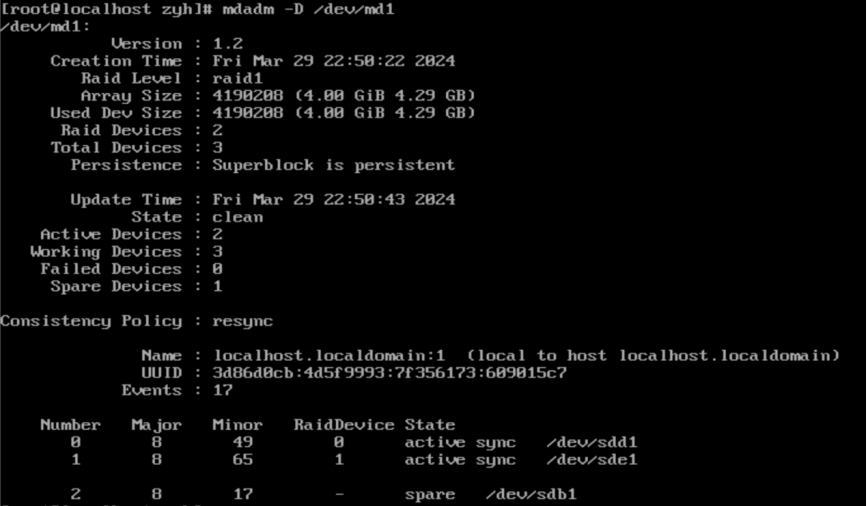 [root@localhost zyh]# mdadm -D /dev/md1
/dev/md1:
Version : 1.2
Creation Time : Fri Mar 29 22:50:22 2024
Raid Level : raid1
Array Size : 4190208 (4.00 GiB 4.29 GB)
Used Dev Size : 4190208 (4.00 GiB 4.29 GB)
Raid Devices : 2
Total Devices : 3
Persistence : Superblock is persistent
Update Time : Fri Mar 29 22:50:43 2024
State : clean
Active Devices : 2
Working Devices : 3
Failed Devices : 0
Spare Devices : 1
Consistency Policy : resync
Name : localhost.localdomain:1 (local to host localhost.localdomain)
UUID : 3d86d0cb:4d5f9993:7f356173:609015c7
Events : 17
Number Major Minor RaidDevice State
0 8 49 0 active sync /dev/sdd1
1 8 65 1 active sync /dev/sde1
2 8 17 - spare /dev/sdb1